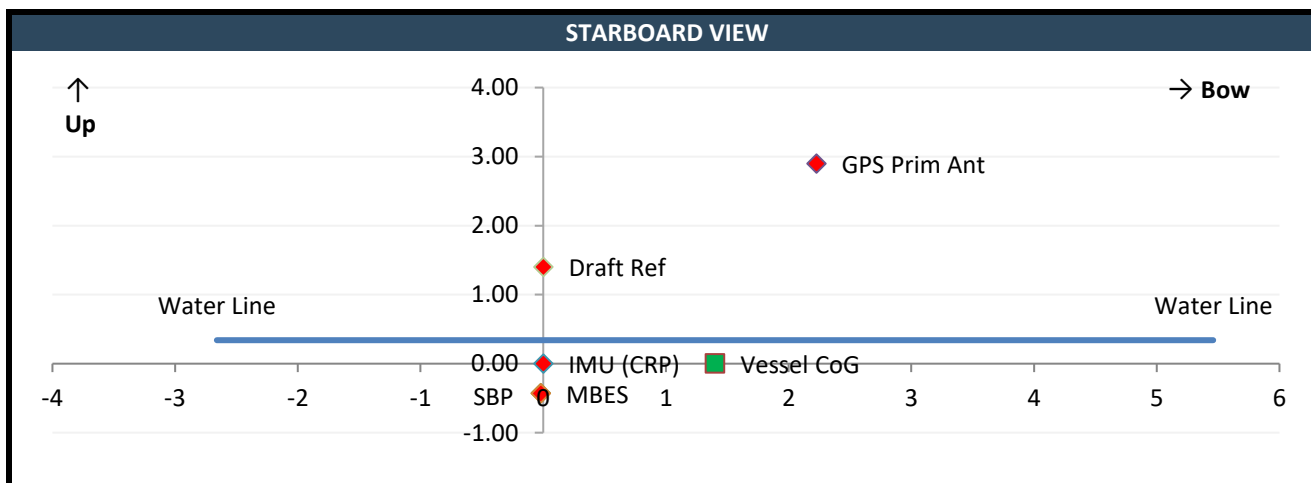 STARBOARD VIEW
↑
Up
4.00
→ Bow
3.00
GPS Prim Ant
2.00
Draft Ref
1.00
Water Line
Water Line
0.00
IMU (CRP)
Vessel CoG
-4 -3 -2 -1 SBP 0 MBES 1 2 3 4 5 6
-1.00